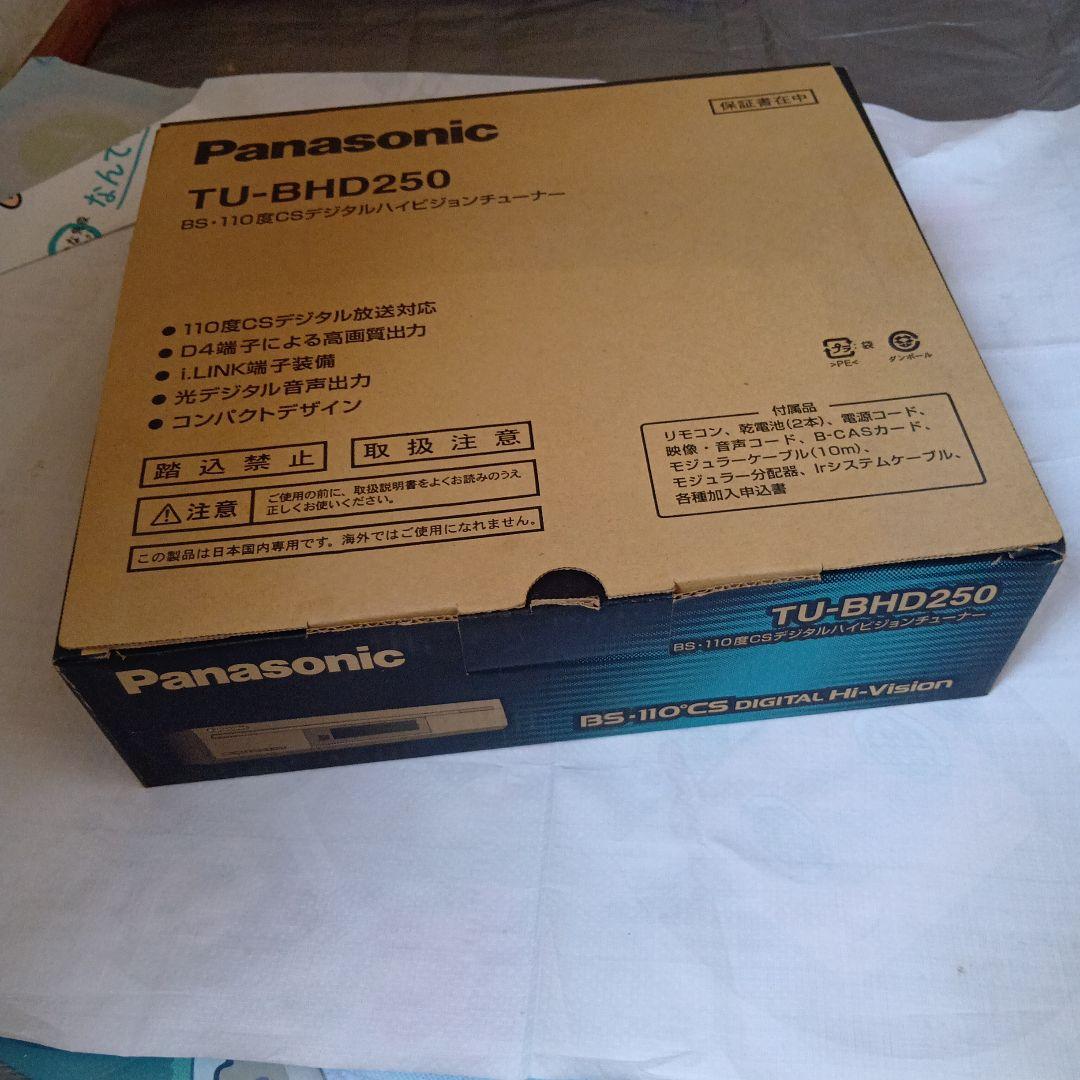 Panasonic
保証書在中
TU-BHD250
BS・110度CSデジタルハイビジョンチューナー
● 110度CSデジタル放送対応
● D4端子による高画質出力
● i.LINK端子装備
● 光デジタル音声出力
● コンパクトデザイン
プラ
:袋
>PE<
ダンボール
踏込禁止
取扱注意
注意
ご使用の前に、取扱説明書をよくお読みのうえ
正しくお使いください。
この製品は日本国内専用です。海外ではご使用になれません。
付属品
リモコン、乾電池(2本)、電源コード、
映像・音声コード、B-CASカード、
モジュラーケーブル(10m)、
モジュラー分配器、Irシステムケーブル、
各種加入申込書
Panasonic
TU-BHD250
BS・110度CSデジタルハイビジョンチューナー
BS・110°CS DIGITAL Hi-Vision
なんて